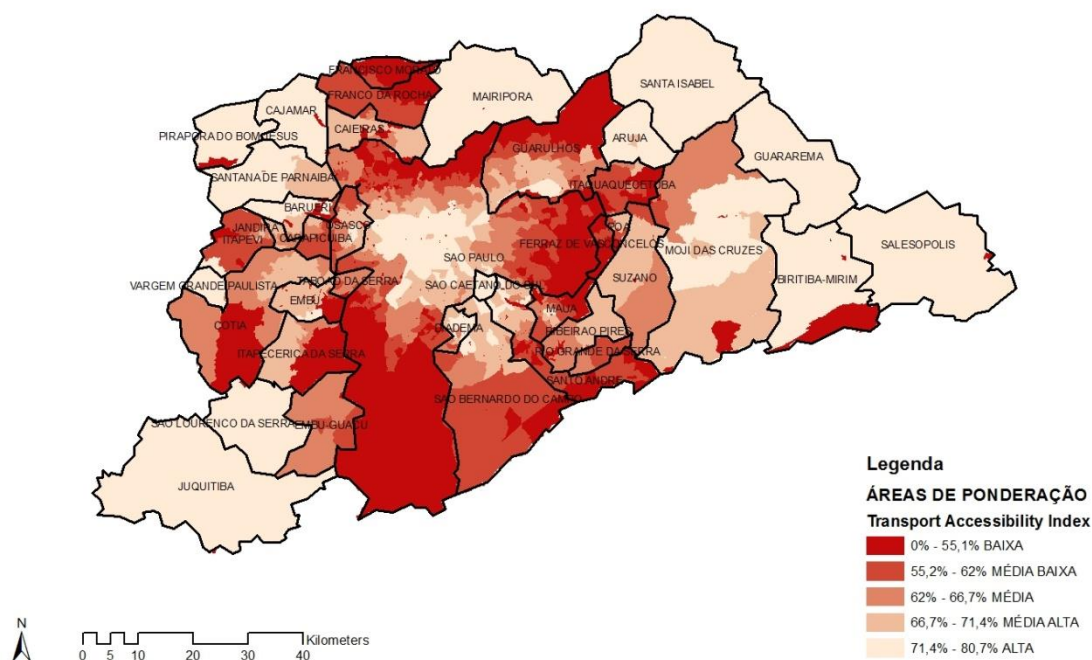 FRANCISCO MORATO
FRANCO DA ROCHA
MAIRIPORA
SANTA ISABEL
CAJAMAR
CAIEIRAS
PIRAPORA DO BOM JESUS
ARUJA
GUARULHOS
GUARAREMA
SANTANA DE PARNAIBA
ITAQUAQUECETUBA
BARUERI
OSASCO
JANDIRA
ITAPEVI
CARAPICUIBA
POA
FERRAZ DE VASCONCELOS
SALESOPOLIS
MOJI DAS CRUZES
SAO PAULO
TABOAO DA SERRA
SUZANO
BIRITIBA-MIRIM
VARGEM GRANDE PAULISTA
SAO CAETANO DO SUL
EMBU
MAUA
COTIA
DIADEMA
RIBEIRAO PIRES
ITAPECERICA DA SERRA
RIO GRANDE DA SERRA
SANTO ANDRE
SAO BERNARDO DO CAMPO
SAO LOURENCO DA SERRA
EMBU-GUACU
JUQUITIBA
Legenda
ÁREAS DE PONDERAÇÃO
Transport Accessibility Index
0% - 55,1% BAIXA
55,2% - 62% MÉDIA BAIXA
62% - 66,7% MÉDIA
66,7% - 71,4% MÉDIA ALTA
71,4% - 80,7% ALTA
N
Kilometers
0 5 10 20 30 40